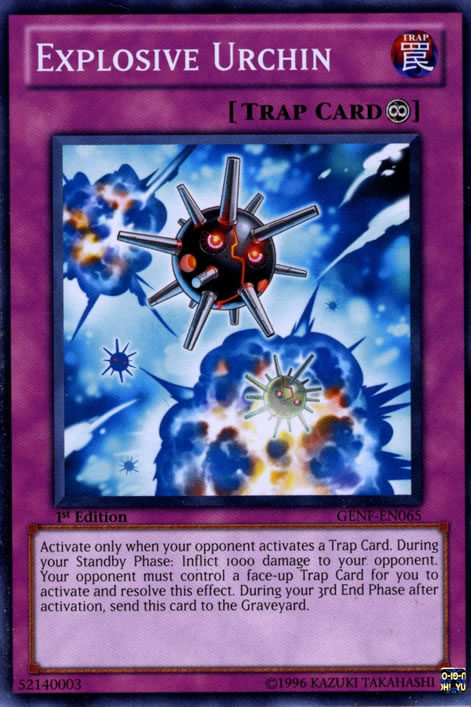 EXPLOSIVE URCHIN
TRAP
罠
[TRAP CARD]
1st Edition
GENF-EN065
Activate only when your opponent activates a Trap Card. During
your Standby Phase: Inflict 1000 damage to your opponent.
Your opponent must control a face-up Trap Card for you to
activate and resolve this effect. During your 3rd End Phase after
activation, send this card to the Graveyard.
52140003
©1996 KAZUKI TAKAHASHI